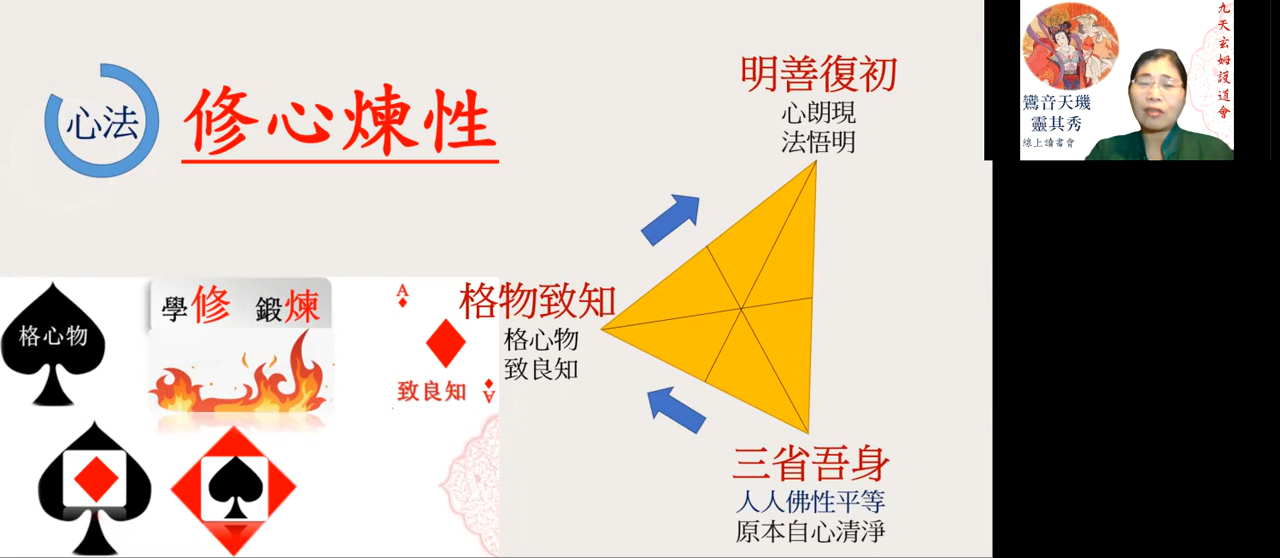 心法
修心煉性
明善復初
心朗現
法悟明
格物致知
格心物
致良知
三省吾身
人人佛性平等
原本自心清淨
格心物
學修 鍛煉
A
致良知
A
鸞音天璣
靈其秀
線上讀書會
九天玄姆護道會